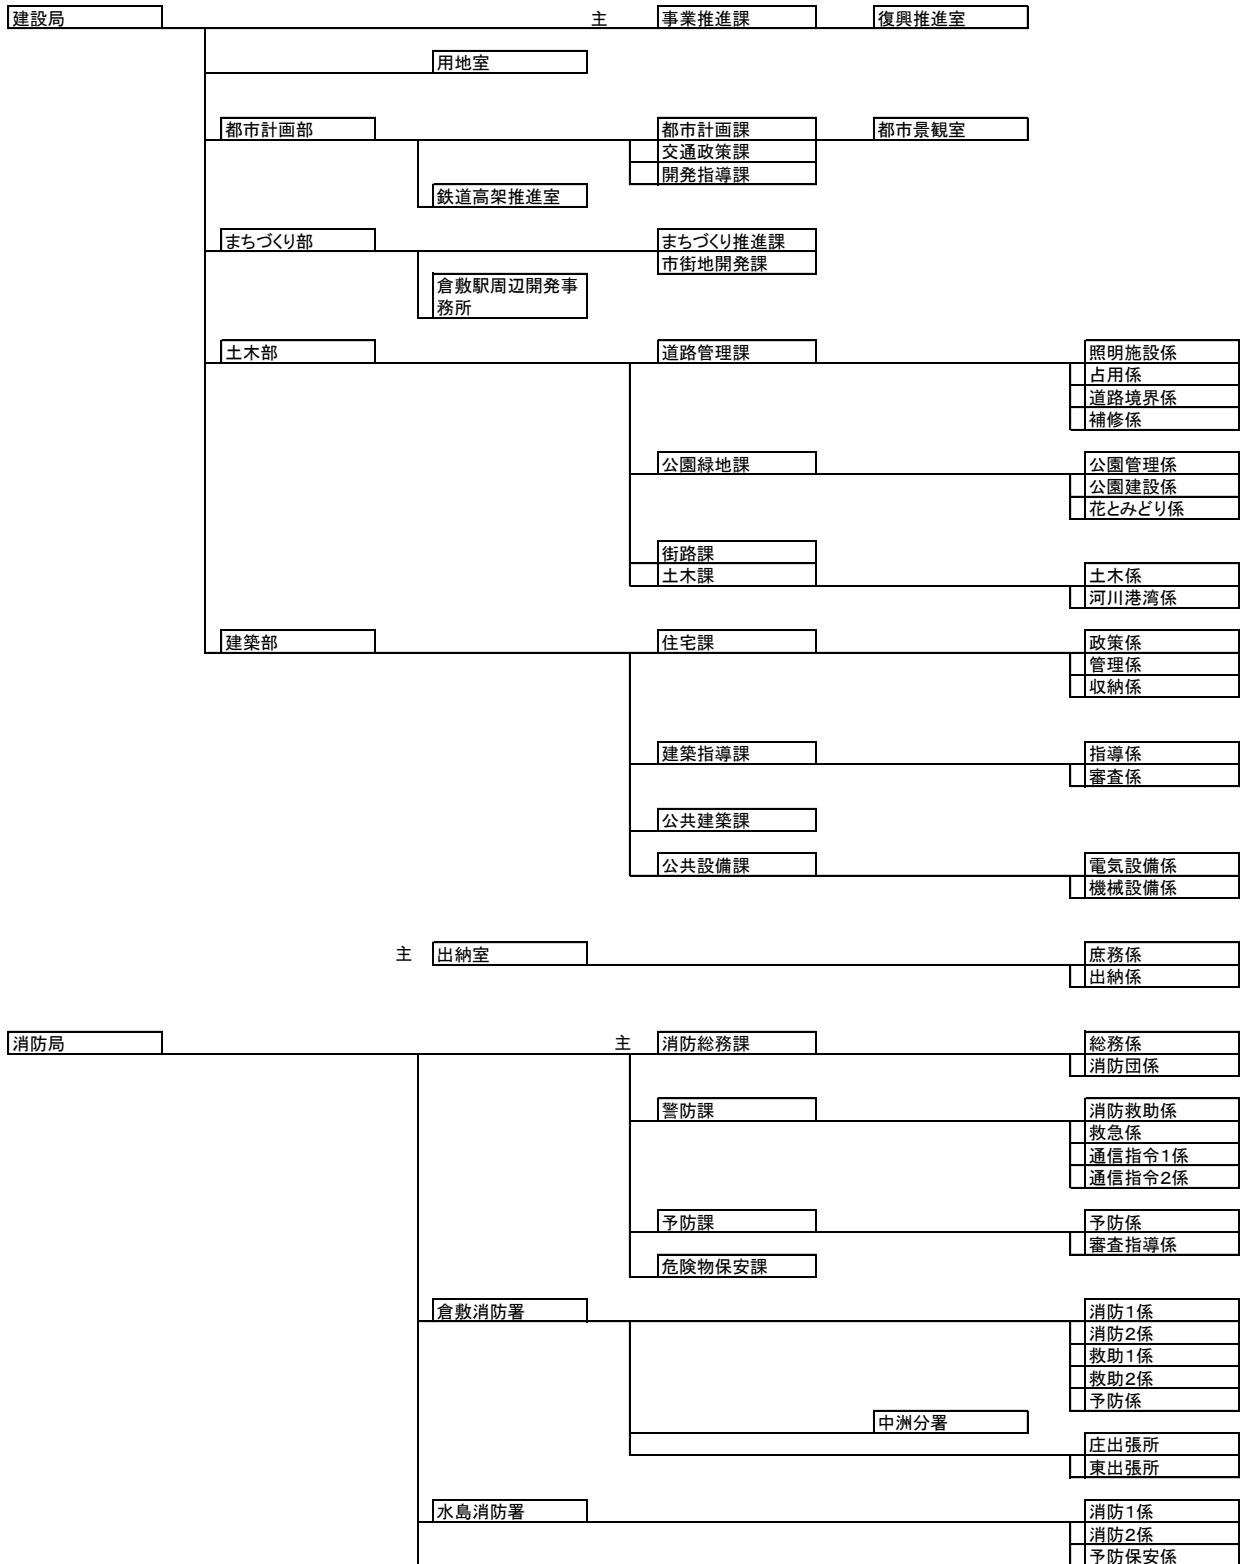 建設局
主 事業推進課 復興推進室
用地室
都市計画部 都市計画課 都市景観室
交通政策課
開発指導課
鉄道高架推進室
まちづくり部 まちづくり推進課
市街地開発課
倉敷駅周辺開発事
務所
土木部 道路管理課 照明施設係
占用係
道路境界係
補修係
公園緑地課 公園管理係
公園建設係
花とみどり係
街路課
土木課 土木係
河川港湾係
建築部 住宅課 政策係
管理係
収納係
建築指導課 指導係
審査係
公共建築課
公共設備課 電気設備係
機械設備係
主 出納室 庶務係
出納係
消防局 主 消防総務課 総務係
消防団係
警防課 消防救助係
救急係
通信指令1係
通信指令2係
予防課 予防係
審査指導係
危険物保安課
倉敷消防署 消防1係
消防2係
救助1係
救助2係
予防係
中洲分署
庄出張所
東出張所
水島消防署 消防1係
消防2係
予防保安係